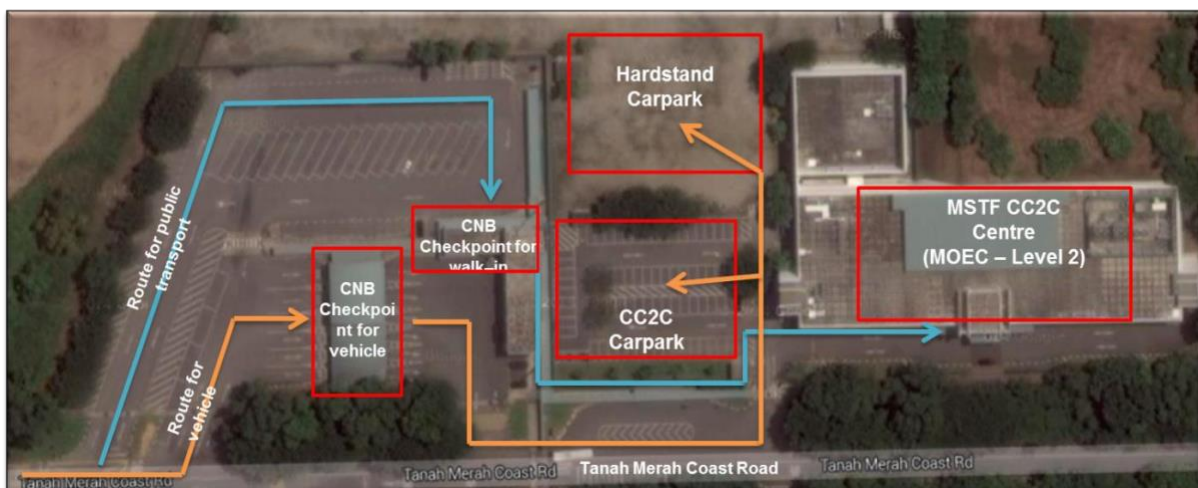 Hardstand
Carpark
MSTF CC2C
Centre
(MOEC – Level 2)
CNB
Checkpoint for
walk–in
CNB
Checkpoi
nt for
vehicle
CC2C
Carpark
Route for public
transport
Route for
vehicle
Tanah Merah Coast Rd
Tanah Merah Coast Rd
Tanah Merah Coast Road
Tanah Merah Coast Rd